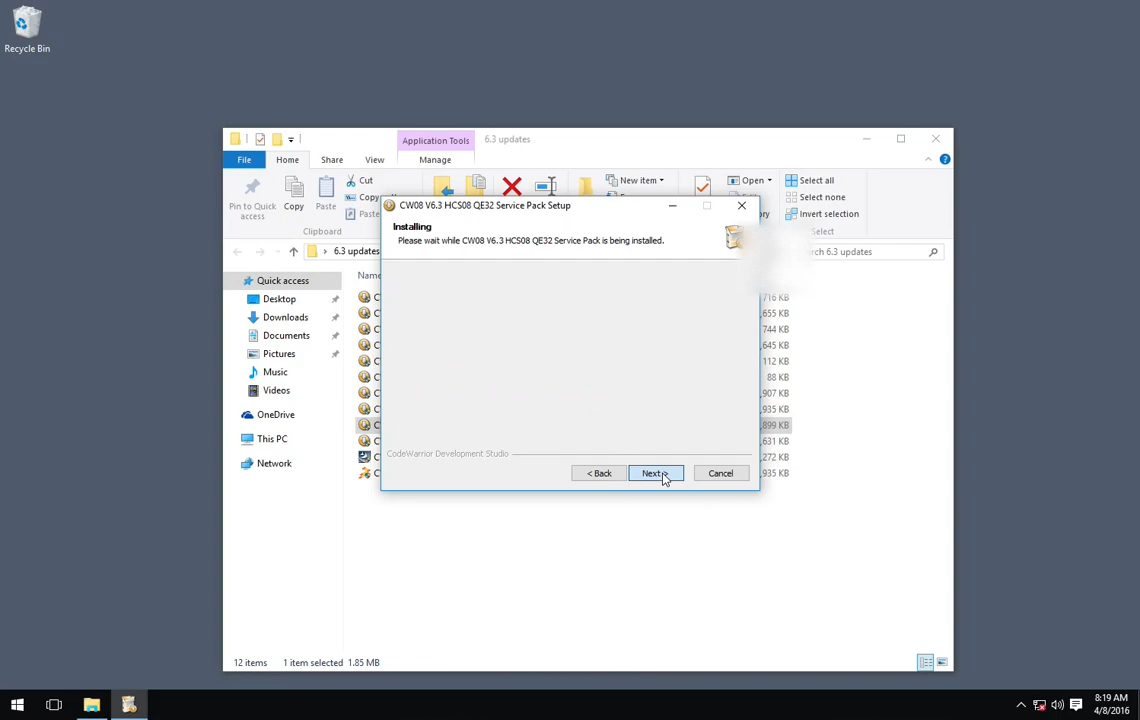 Recycle Bin
Application Tools
6.3 updates
File
Home
Share
View
Manage
Pin to Quick access
Copy
Paste
Cut
Copy
Paste
New item
Open
Select all
Select none
Invert selection
Clipboard
Select
6.3 updates
6.3 updates
CW08 V6.3 HCS08 QE32 Service Pack Setup
Installing
Please wait while CW08 V6.3 HCS08 QE32 Service Pack is being installed.
Quick access
Desktop
Downloads
Documents
Pictures
Music
Videos
OneDrive
This PC
Network
716 KB
,655 KB
744 KB
,645 KB
112 KB
88 KB
,907 KB
,935 KB
,899 KB
,631 KB
,272 KB
,935 KB
CodeWarrior Development Studio
< Back
Next >
Cancel
12 items
1 item selected
1.85 MB
8:19 AM
4/8/2016